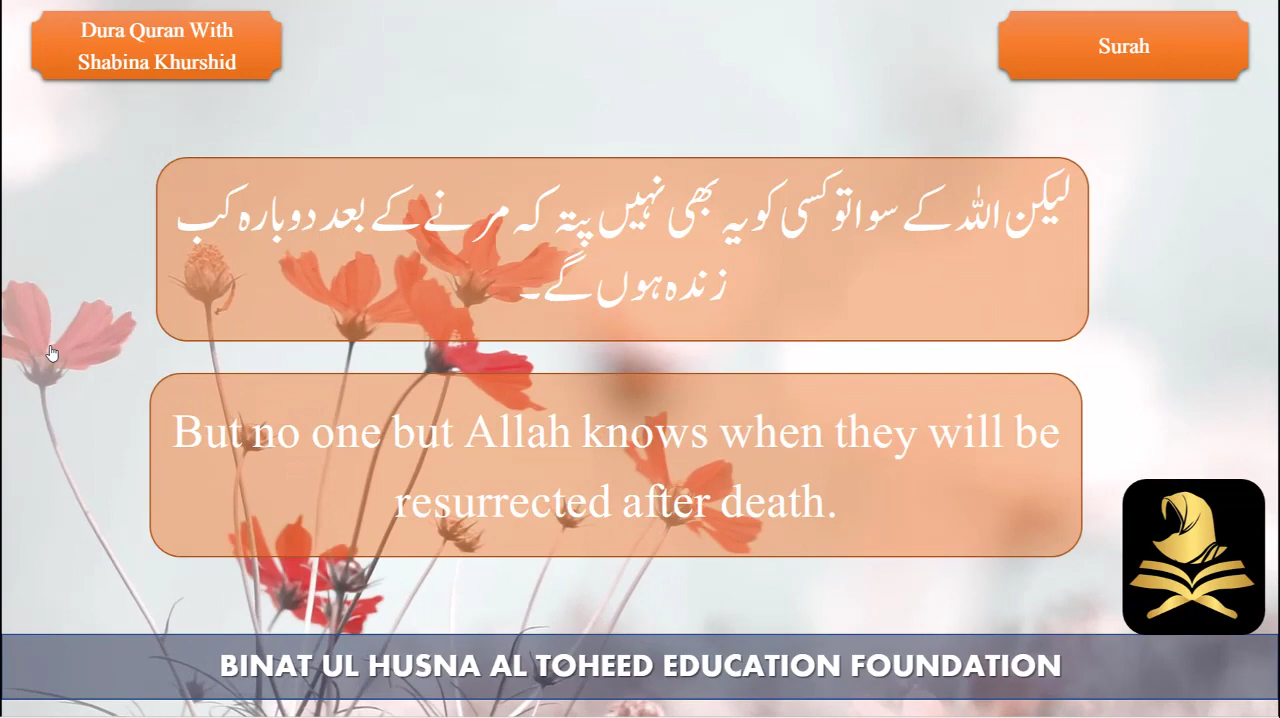 Dura Quran With
Shabina Khurshid
Surah
لیکن اللہ کے سوا تو کسی کو یہ بھی نہیں پتہ کہ مرنے کے بعد دوبارہ کب
زندہ ہوں گے۔
But no one but Allah knows when they will be
resurrected after death.
BINAT UL HUSNA AL TOHEED EDUCATION FOUNDATION